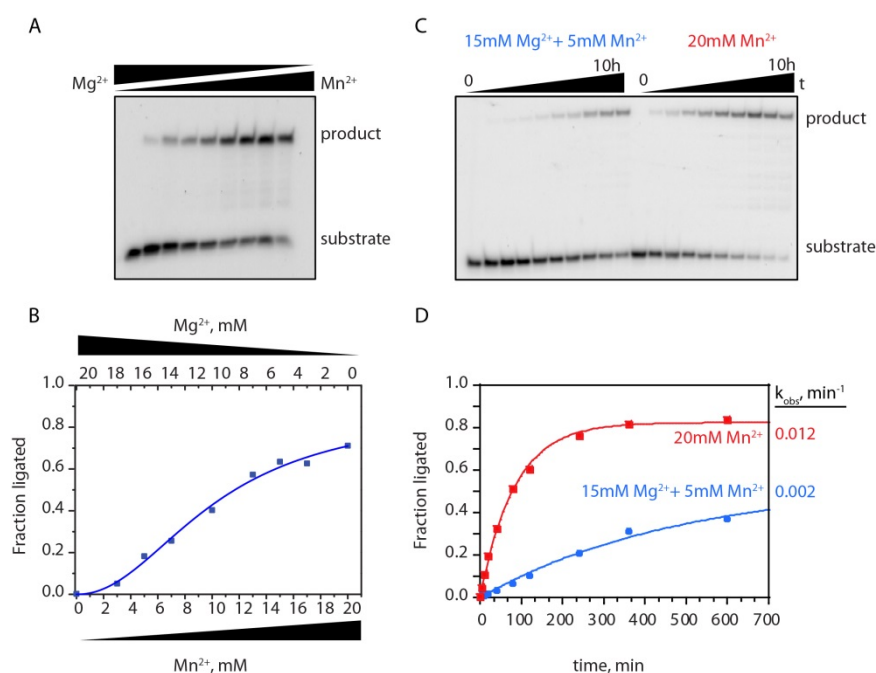 A
Mg²⁺
Mn²⁺
product
substrate
B
Mg²⁺, mM
20 18 16 14 12 10 8 6 4 2 0
1.0
0.8
0.6
0.4
0.2
0.0
Fraction ligated
0 2 4 6 8 10 12 14 16 18 20
Mn²⁺, mM
C
15mM Mg²⁺+ 5mM Mn²⁺
20mM Mn²⁺
0 10h 0 10h
t
product
substrate
D
kobs, min⁻¹
1.0
0.8
0.6
0.4
0.2
0.0
Fraction ligated
20mM Mn²⁺ 0.012
15mM Mg²⁺+ 5mM Mn²⁺ 0.002
0 100 200 300 400 500 600 700
time, min